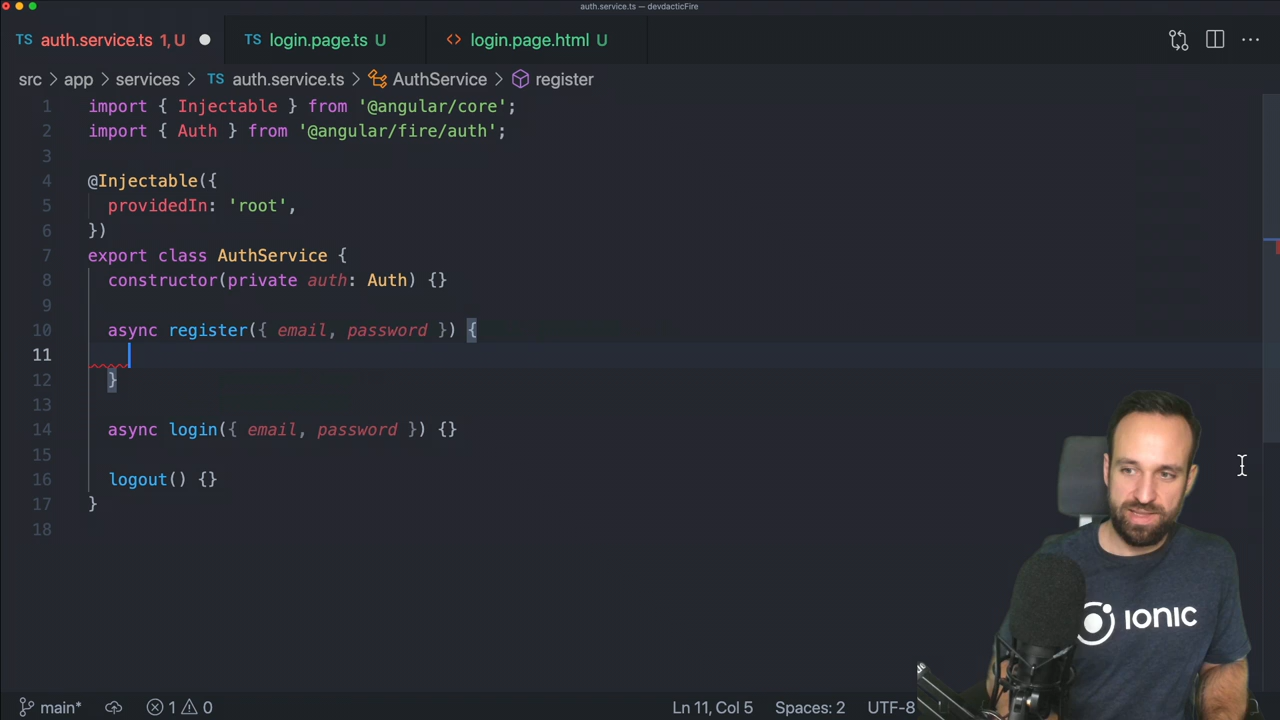 auth.service.ts — devdacticFire
TS auth.service.ts 1, U TS login.page.ts U <> login.page.html U
src > app > services > TS auth.service.ts > AuthService > register
1 import { Injectable } from '@angular/core';
2 import { Auth } from '@angular/fire/auth';
3
4 @Injectable({
5 providedIn: 'root',
6 })
7 export class AuthService {
8 constructor(private auth: Auth) {}
9
10 async register({ email, password }) {
11
12 }
13
14 async login({ email, password }) {}
15
16 logout() {}
17 }
18
IONIC
main* 1 0 Ln 11, Col 5 Spaces: 2 UTF-8